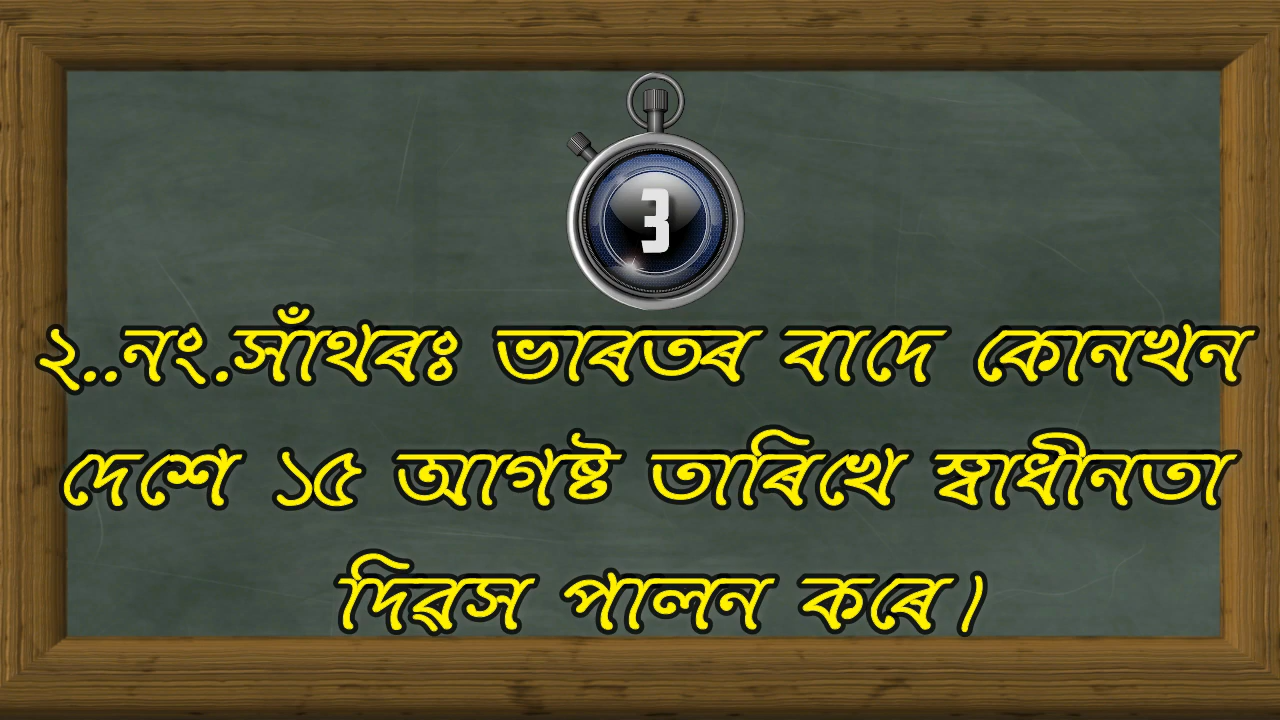 3
২..নং.সাঁথৰঃ ভাৰতৰ বাদে কোনখন
দেশে ১৫ আগষ্ট তাৰিখে স্বাধীনতা
দিৱস পালন কৰে।